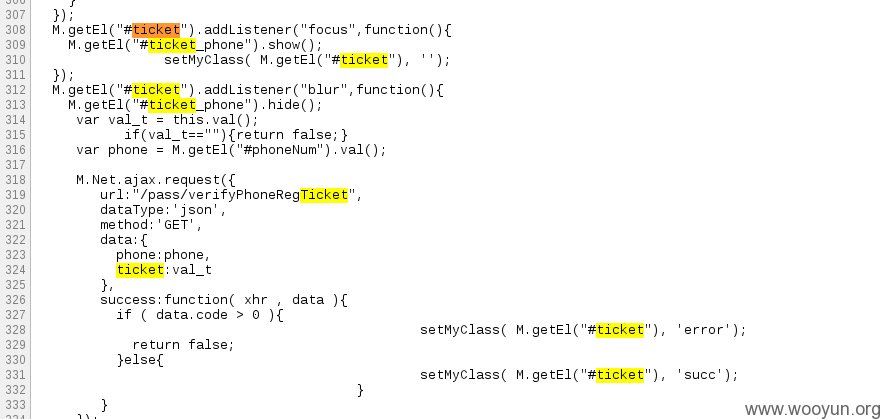 307 });
308 M.getEl("#ticket").addListener("focus",function(){
309 M.getEl("#ticket_phone").show();
310 setMyClass( M.getEl("#ticket"), '');
311 });
312 M.getEl("#ticket").addListener("blur",function(){
313 M.getEl("#ticket_phone").hide();
314 var val_t = this.val();
315 if(val_t==""){return false;}
316 var phone = M.getEl("#phoneNum").val();
317
318 M.Net.ajax.request({
319 url:"/pass/verifyPhoneRegTicket",
320 dataType:'json',
321 method:'GET',
322 data:{
323 phone:phone,
324 ticket:val_t
325 },
326 success:function( xhr , data ){
327 if ( data.code > 0 ){
328 setMyClass( M.getEl("#ticket"), 'error');
329 return false;
330 }else{
331 setMyClass( M.getEl("#ticket"), 'succ');
332 }
333 }
www.wooyun.org